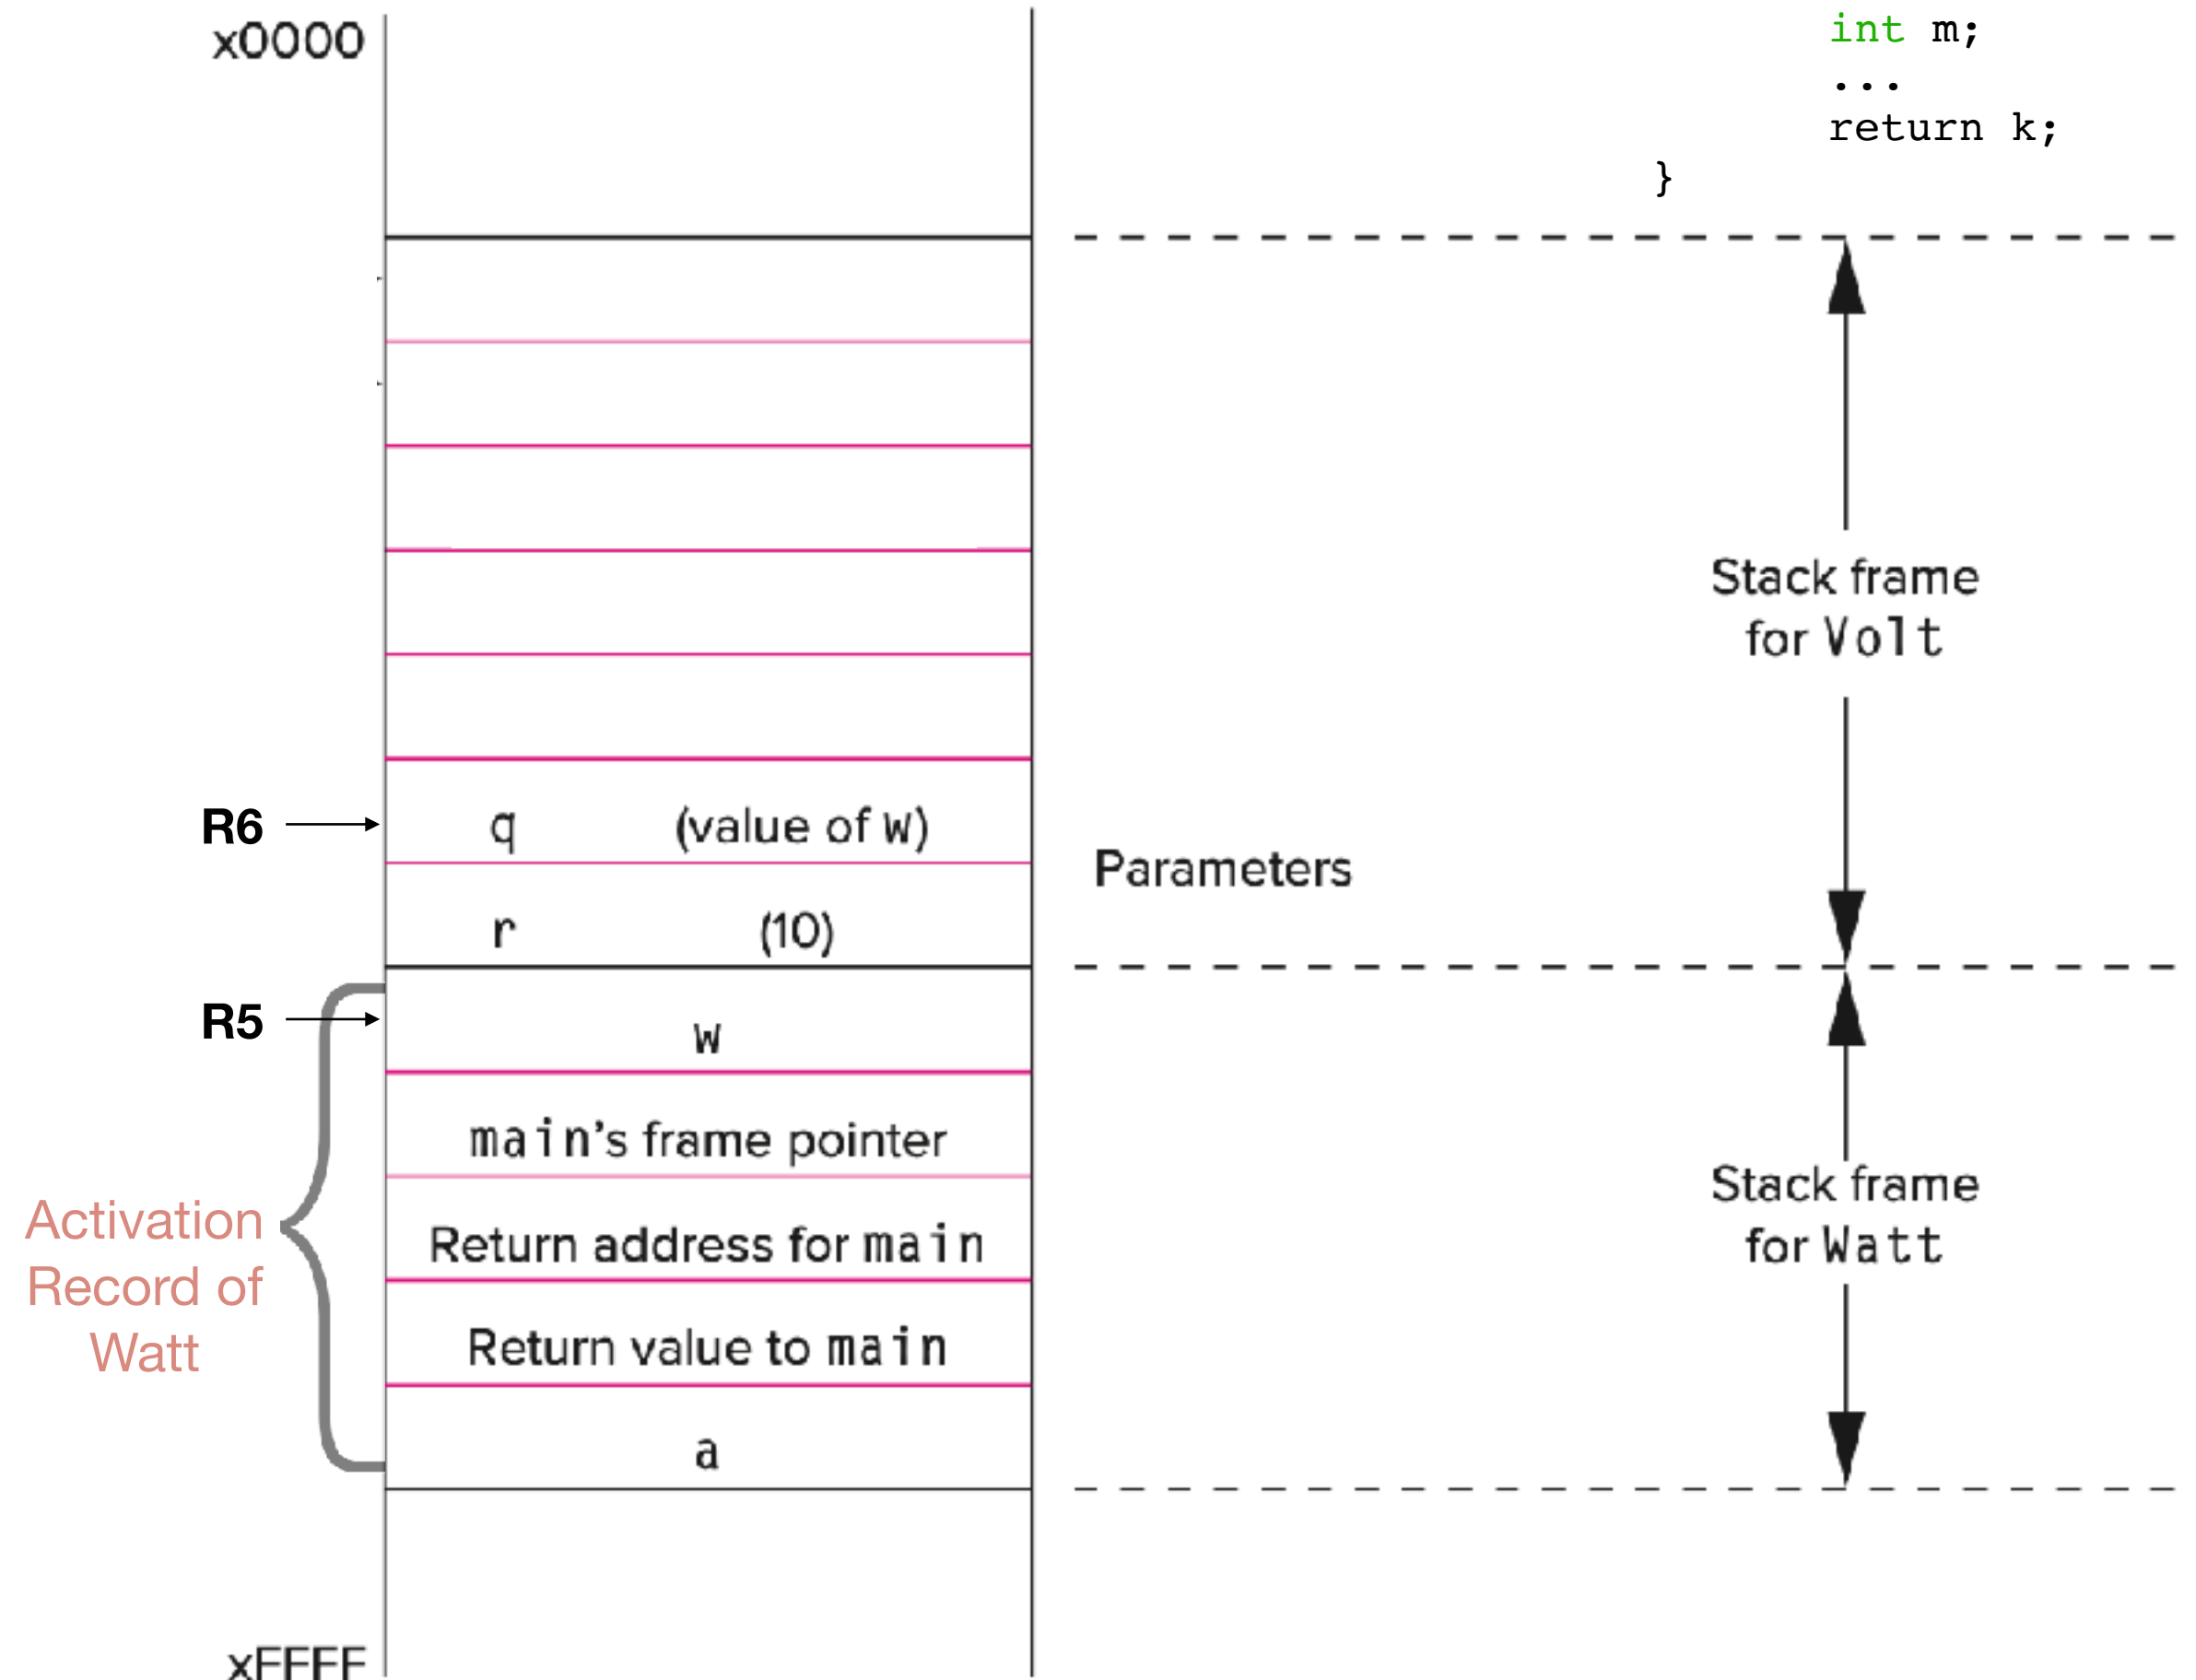 x0000
int m;
...
return k;
}
Stack frame
for Volt
R6
q (value of w)
Parameters
r (10)
R5
w
main's frame pointer
Activation
Record of
Watt
Return address for main
Stack frame
for Watt
Return value to main
a
xFFFF